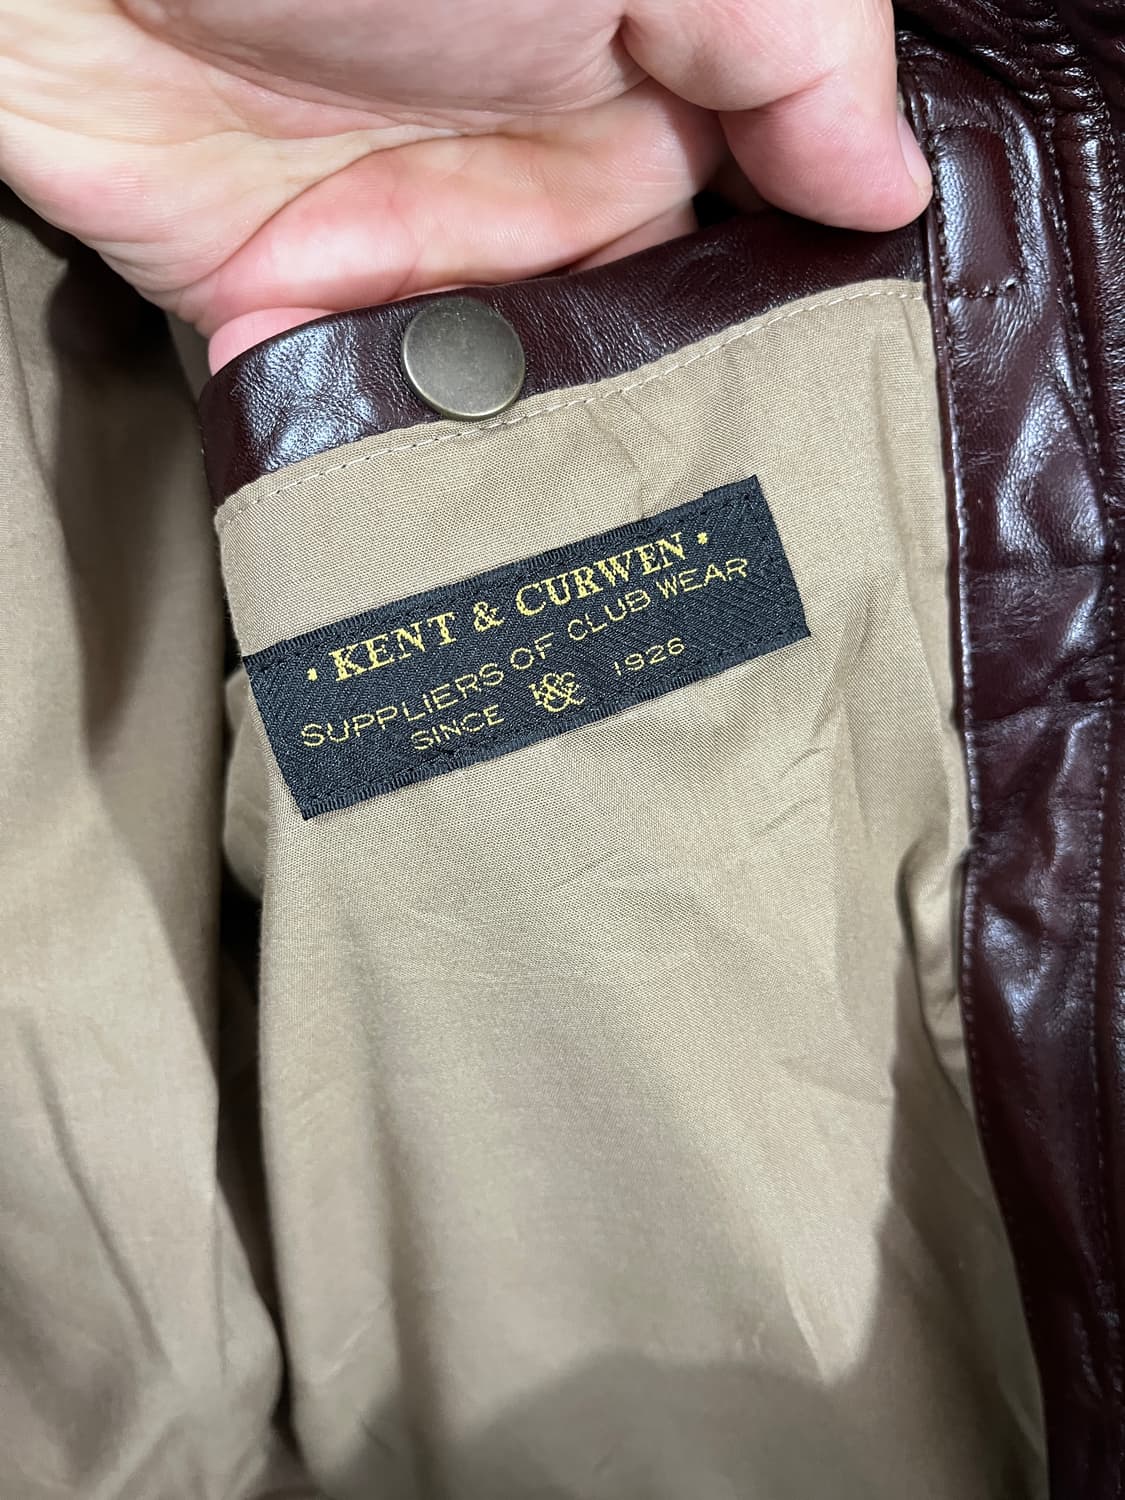 KENT & CURWEN
SUPPLIERS OF CLUB WEAR
SINCE K&C 1926